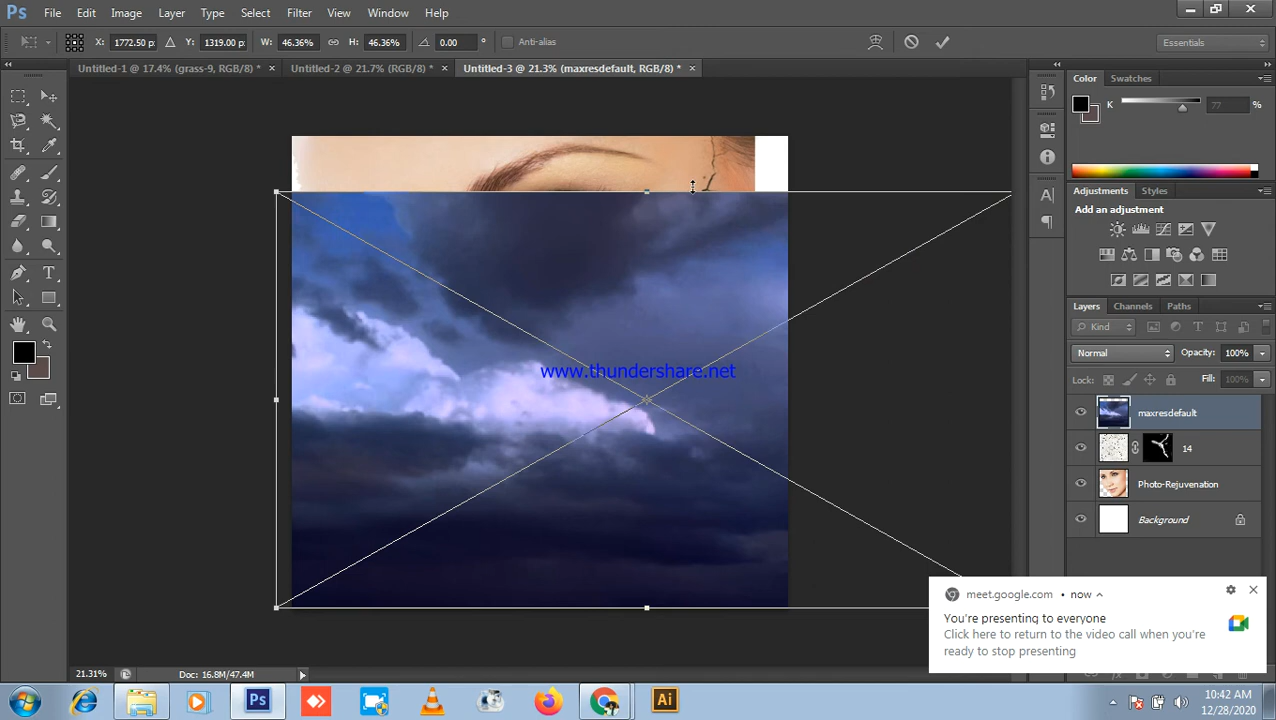 Ps File Edit Image Layer Type Select Filter View Window Help
X: 1772.50 p Y: 1319.00 p W: 46.36% H: 46.36% 0.00 ° Anti-alias Essentials
Untitled-1 @ 17.4% (grass-9, RGB/8) * × Untitled-2 @ 21.7% (RGB/8) * × Untitled-3 @ 21.3% (maxresdefault, RGB/8) * ×
Color Swatches
K 77 %
Adjustments Styles
Add an adjustment
Layers Channels Paths
Kind
Normal Opacity: 100%
Lock: Fill: 100%
maxresdefault
14
Photo-Rejuvenation
Background
www.thundershare.net
meet.google.com • now
You're presenting to everyone
Click here to return to the video call when you're
ready to stop presenting
21.31% Doc: 16.8M/47.4M
Ps Ai
10:42 AM
12/28/2020